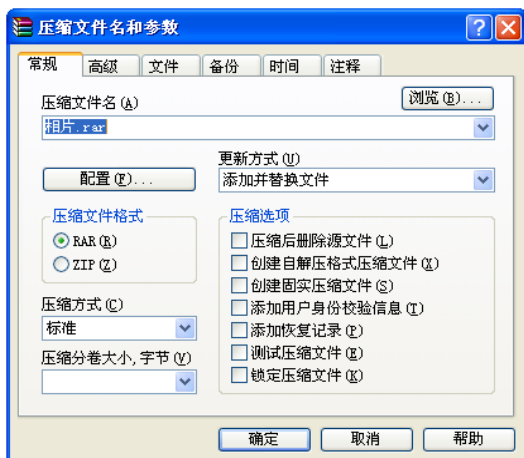 压缩文件名和参数
常规 高级 文件 备份 时间 注释
压缩文件名(A)
浏览(B)...
相片.rar
配置(F)...
更新方式(U)
添加并替换文件
压缩文件格式
RAR(R)
ZIP(Z)
压缩方式(C)
标准
压缩分卷大小,字节(V)
压缩选项
压缩后删除源文件(L)
创建自解压格式压缩文件(X)
创建固实压缩文件(S)
添加用户身份校验信息(T)
添加恢复记录(P)
测试压缩文件(E)
锁定压缩文件(K)
确定 取消 帮助